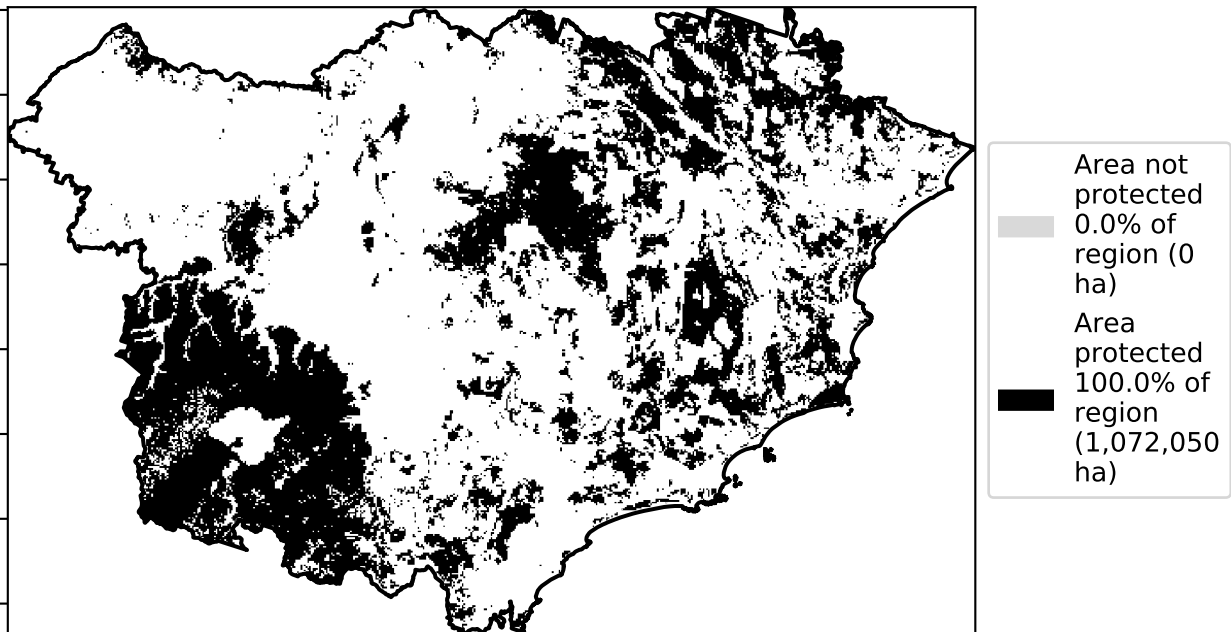 Area not
protected
0.0% of
region (0
ha)
Area
protected
100.0% of
region
(1,072,050
ha)